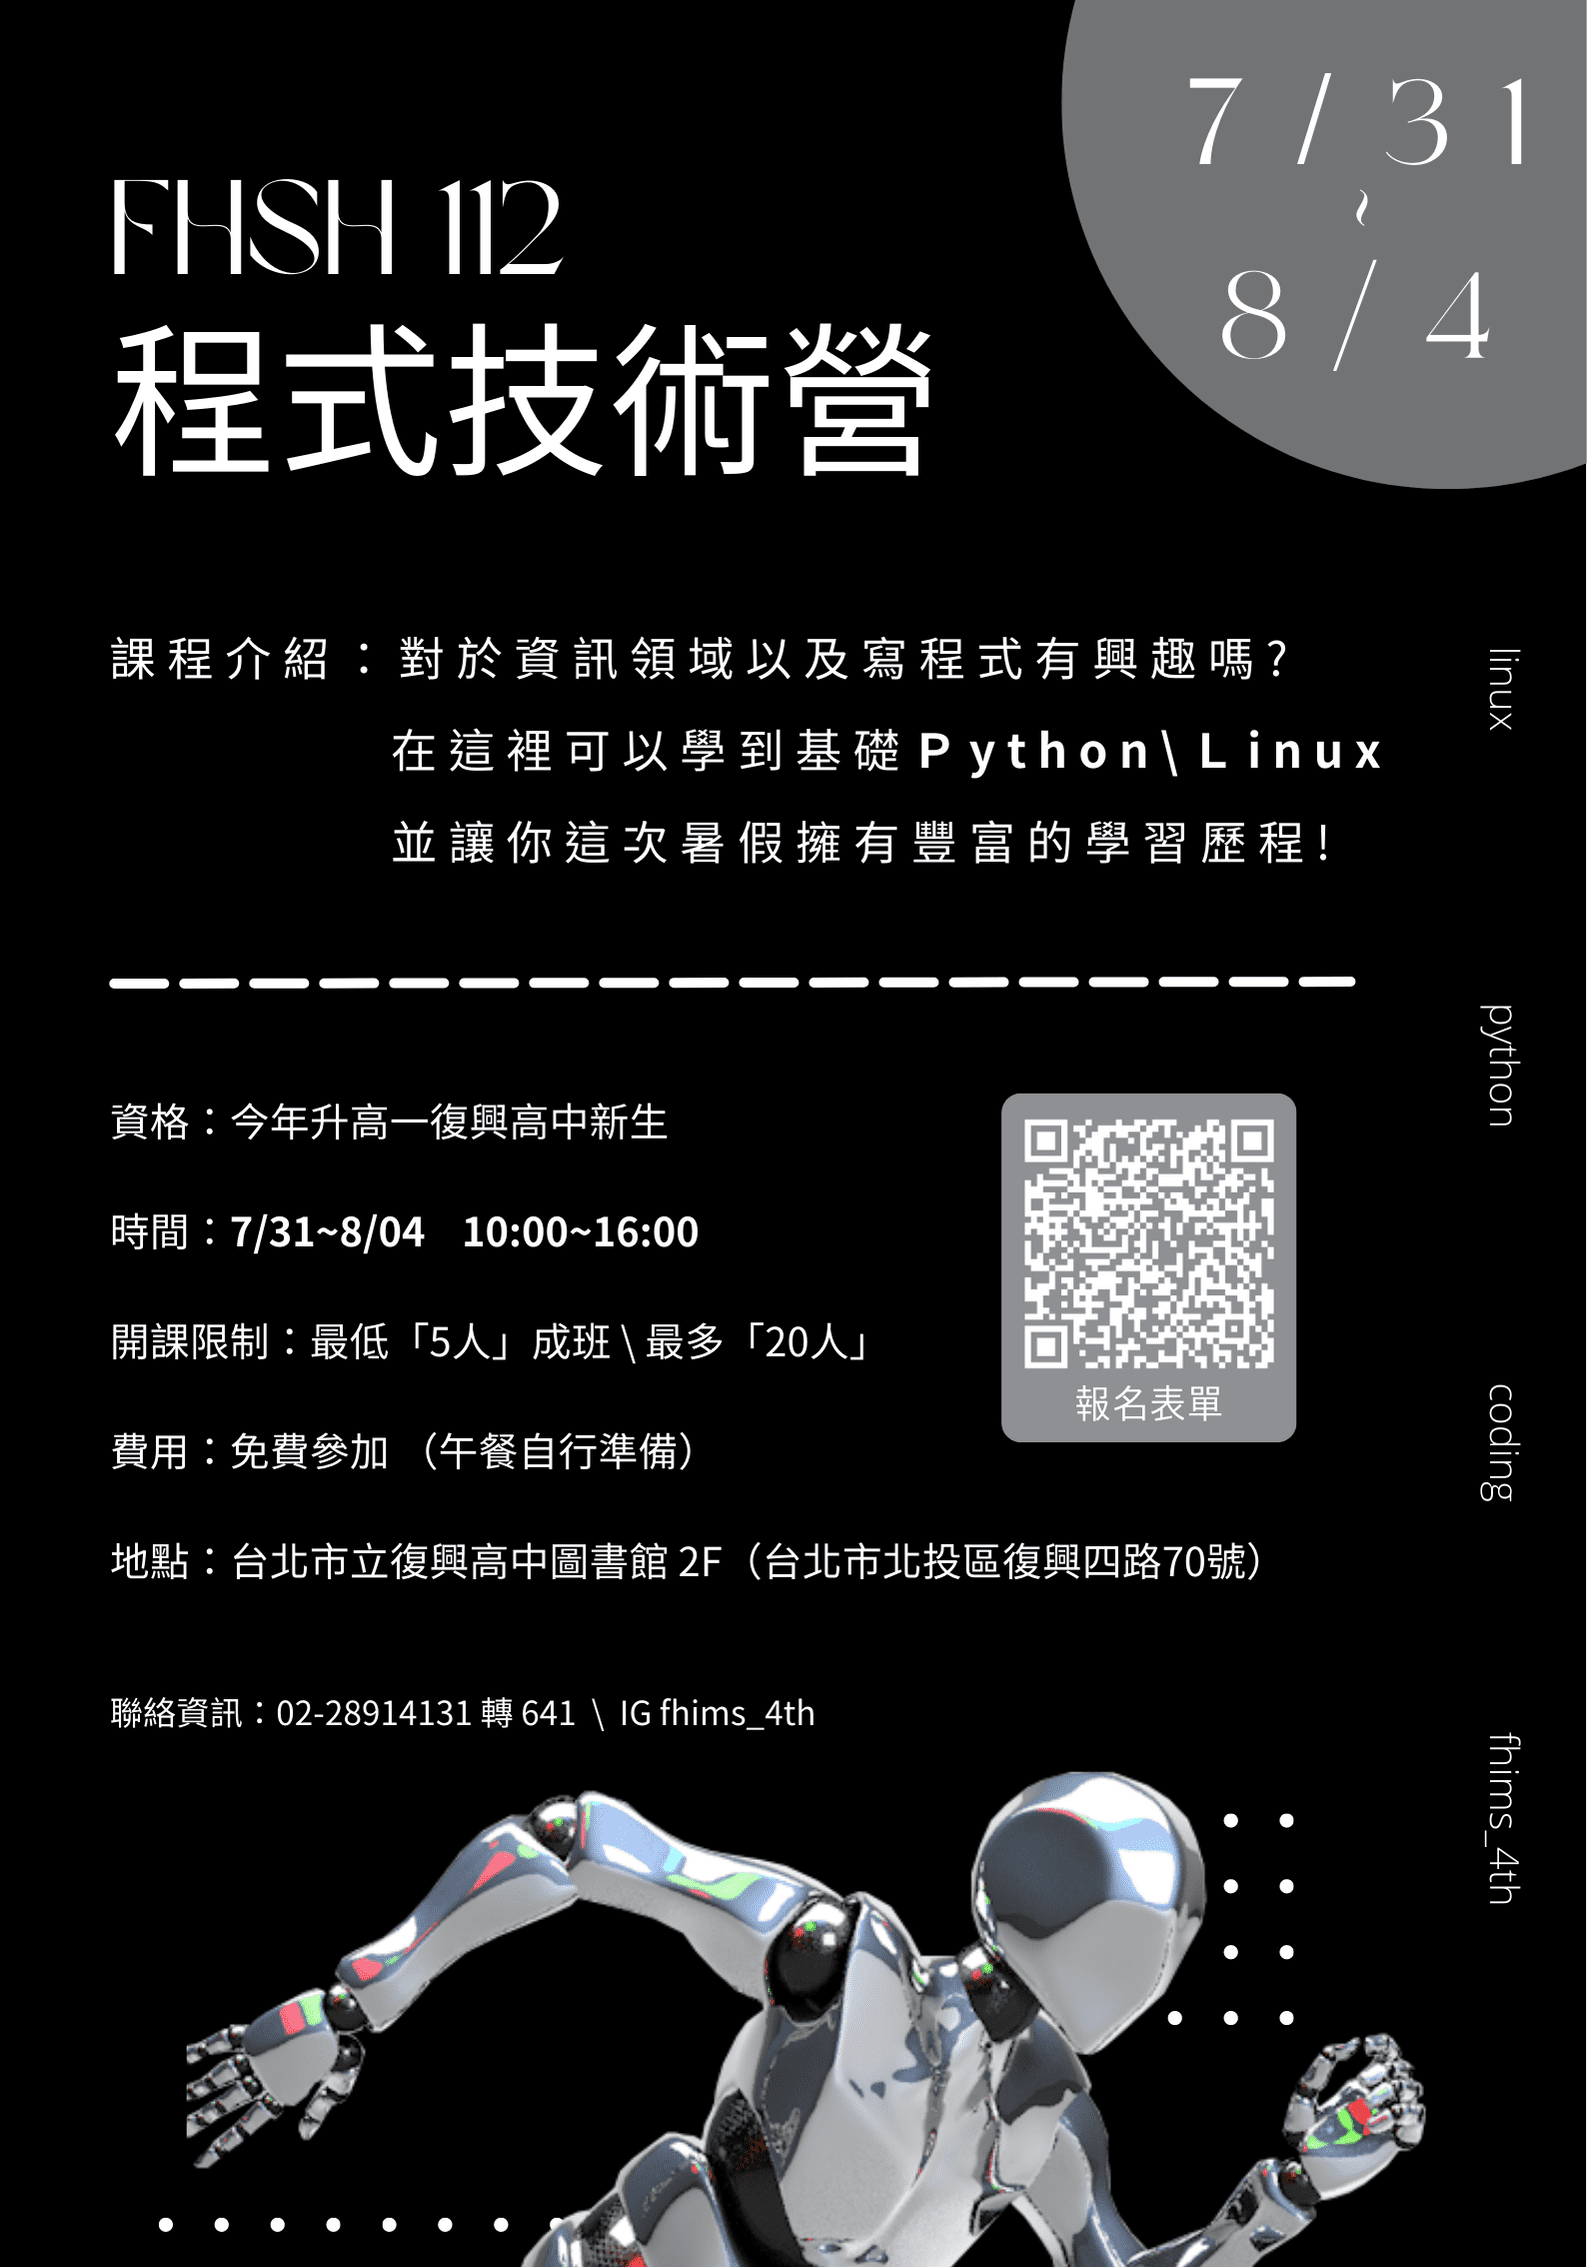 7/31
~
8/4
FHSH 112
程式技術營
課程介紹：對於資訊領域以及寫程式有興趣嗎?
在這裡可以學到基礎Python\Linux
並讓你這次暑假擁有豐富的學習歷程!
linux
python
coding
fhims_4th
資格：今年升高一復興高中新生
時間：7/31~8/04 10:00~16:00
開課限制：最低「5人」成班 \ 最多「20人」
費用：免費參加 （午餐自行準備）
地點：台北市立復興高中圖書館 2F（台北市北投區復興四路70號）
報名表單
聯絡資訊：02-28914131 轉 641 \ IG fhims_4th